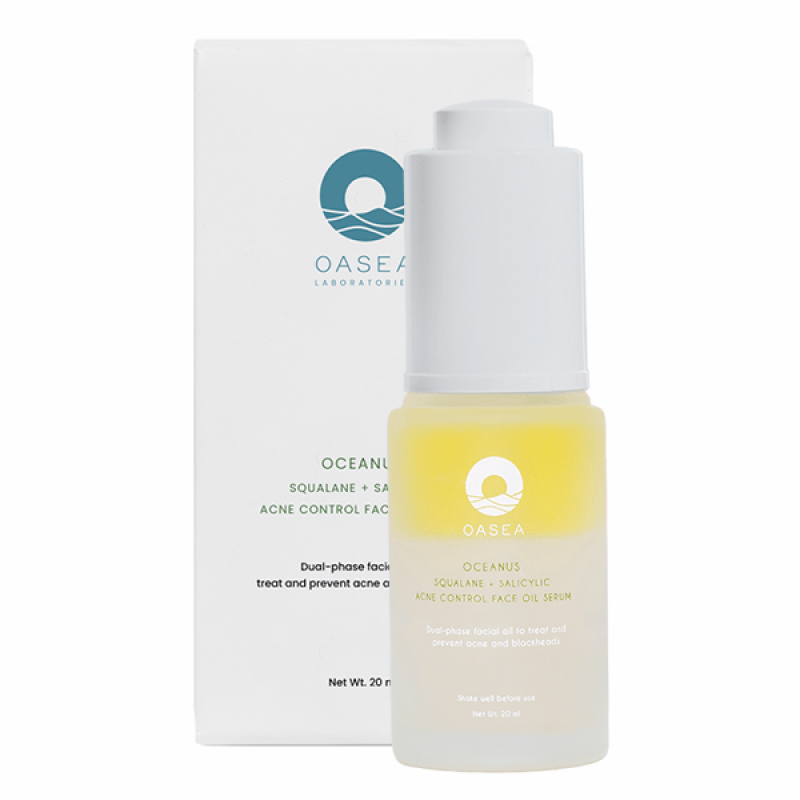 OASEA
LABORATORIE
OCEANU
SQUALANE + SA
ACNE CONTROL FAC
Dual-phase faci
treat and prevent acne a
Net Wt. 20 m
OASEA
OCEANUS
SQUALANE + SALICYLIC
ACNE CONTROL FACE OIL SERUM
Dual-phase facial oil to treat and
prevent acne and blackheads
Shake well before use
Net Wt. 20 ml